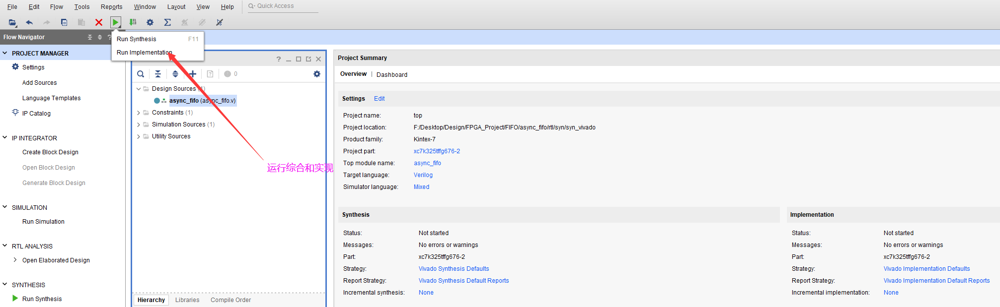 File Edit Flow Tools Reports Window Layout View Help Quick Access
Flow Navigator
Run Synthesis F11
Run Implementation
PROJECT MANAGER
Settings
Add Sources
Language Templates
IP Catalog
IP INTEGRATOR
Create Block Design
Open Block Design
Generate Block Design
SIMULATION
Run Simulation
RTL ANALYSIS
Open Elaborated Design
SYNTHESIS
Run Synthesis
0
Design Sources (1)
async_fifo (async_fifo.v)
Constraints (1)
Simulation Sources (1)
Utility Sources
运行综合和实现
Hierarchy Libraries Compile Order
Project Summary
Overview | Dashboard
Settings Edit
Project name: top
Project location: F:/Desktop/Design/FPGA_Project/FIFO/async_fifo/rtl/syn/syn_vivado
Product family: Kintex-7
Project part: xc7k325tffg676-2
Top module name: async_fifo
Target language: Verilog
Simulator language: Mixed
Synthesis
Status: Not started
Messages: No errors or warnings
Part: xc7k325tffg676-2
Strategy: Vivado Synthesis Defaults
Report Strategy: Vivado Synthesis Default Reports
Incremental synthesis: None
Implementation
Status: Not started
Messages: No errors or warnings
Part: xc7k325tffg676-2
Strategy: Vivado Implementation Defaults
Report Strategy: Vivado Implementation Default Reports
Incremental implementation: None